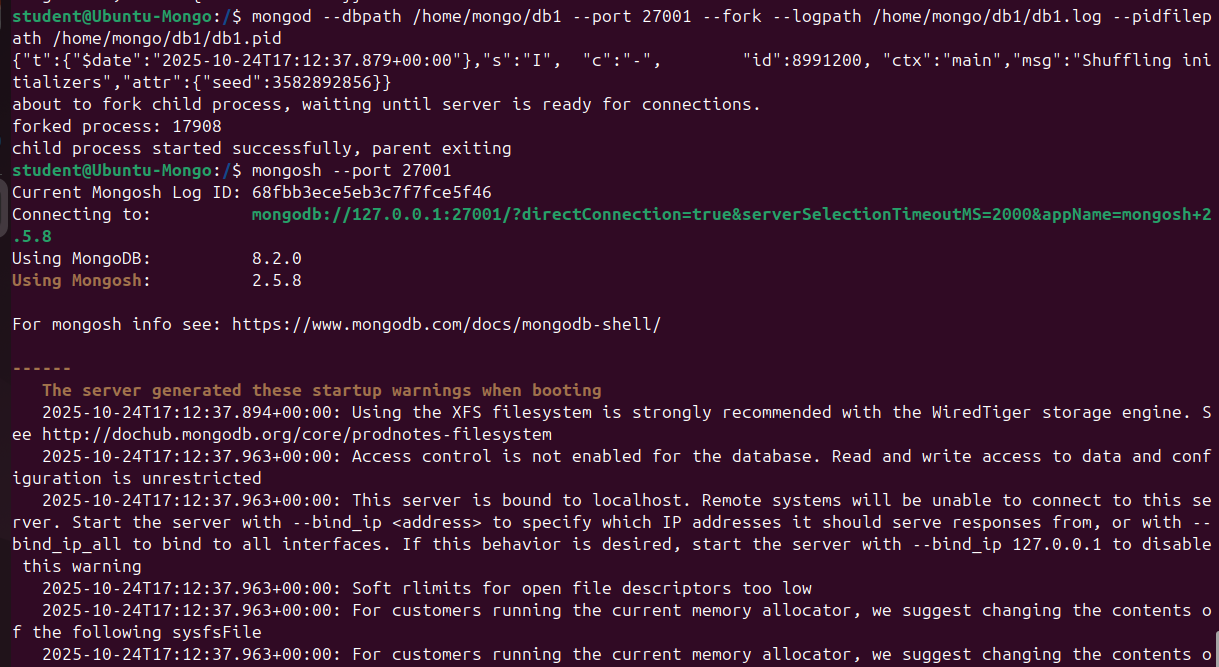 student@Ubuntu-Mongo:/$ mongod --dbpath /home/mongo/db1 --port 27001 --fork --logpath /home/mongo/db1/db1.log --pidfilep
ath /home/mongo/db1/db1.pid
{"t":{"$date":"2025-10-24T17:12:37.879+00:00"},"s":"I",  "c":"-",        "id":8991200, "ctx":"main","msg":"Shuffling ini
tializers","attr":{"seed":3582892856}}
about to fork child process, waiting until server is ready for connections.
forked process: 17908
child process started successfully, parent exiting
student@Ubuntu-Mongo:/$ mongosh --port 27001
Current Mongosh Log ID: 68fbb3ece5eb3c7f7fce5f46
Connecting to:          mongodb://127.0.0.1:27001/?directConnection=true&serverSelectionTimeoutMS=2000&appName=mongosh+2
.5.8
Using MongoDB:          8.2.0
Using Mongosh:          2.5.8
For mongosh info see: https://www.mongodb.com/docs/mongodb-shell/
------
   The server generated these startup warnings when booting
   2025-10-24T17:12:37.894+00:00: Using the XFS filesystem is strongly recommended with the WiredTiger storage engine. S
ee http://dochub.mongodb.org/core/prodnotes-filesystem
   2025-10-24T17:12:37.963+00:00: Access control is not enabled for the database. Read and write access to data and conf
iguration is unrestricted
   2025-10-24T17:12:37.963+00:00: This server is bound to localhost. Remote systems will be unable to connect to this se
rver. Start the server with --bind_ip <address> to specify which IP addresses it should serve responses from, or with --
bind_ip_all to bind to all interfaces. If this behavior is desired, start the server with --bind_ip 127.0.0.1 to disable
 this warning
   2025-10-24T17:12:37.963+00:00: Soft rlimits for open file descriptors too low
   2025-10-24T17:12:37.963+00:00: For customers running the current memory allocator, we suggest changing the contents o
f the following sysfsFile
   2025-10-24T17:12:37.963+00:00: For customers running the current memory allocator, we suggest changing the contents o